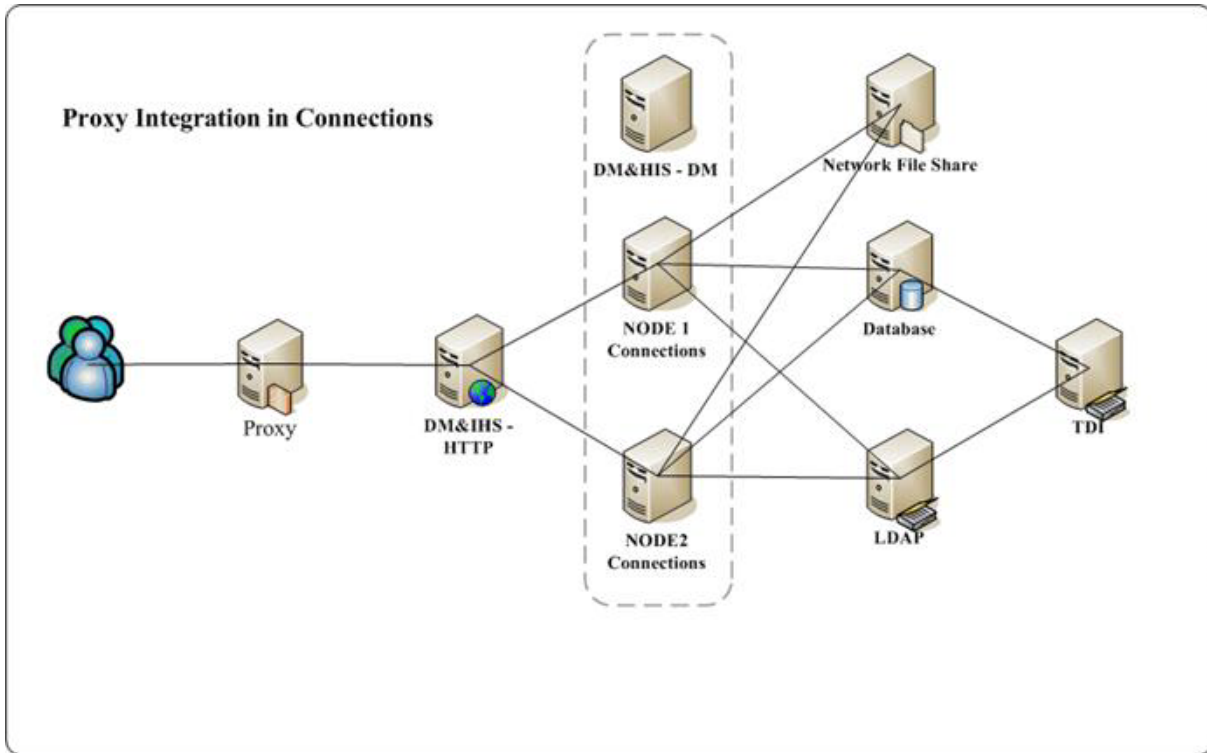 Proxy Integration in Connections
DM&HIS - DM
Network File Share
NODE 1
Connections
Database
Proxy
DM&IHS -
HTTP
TDI
NODE2
Connections
LDAP